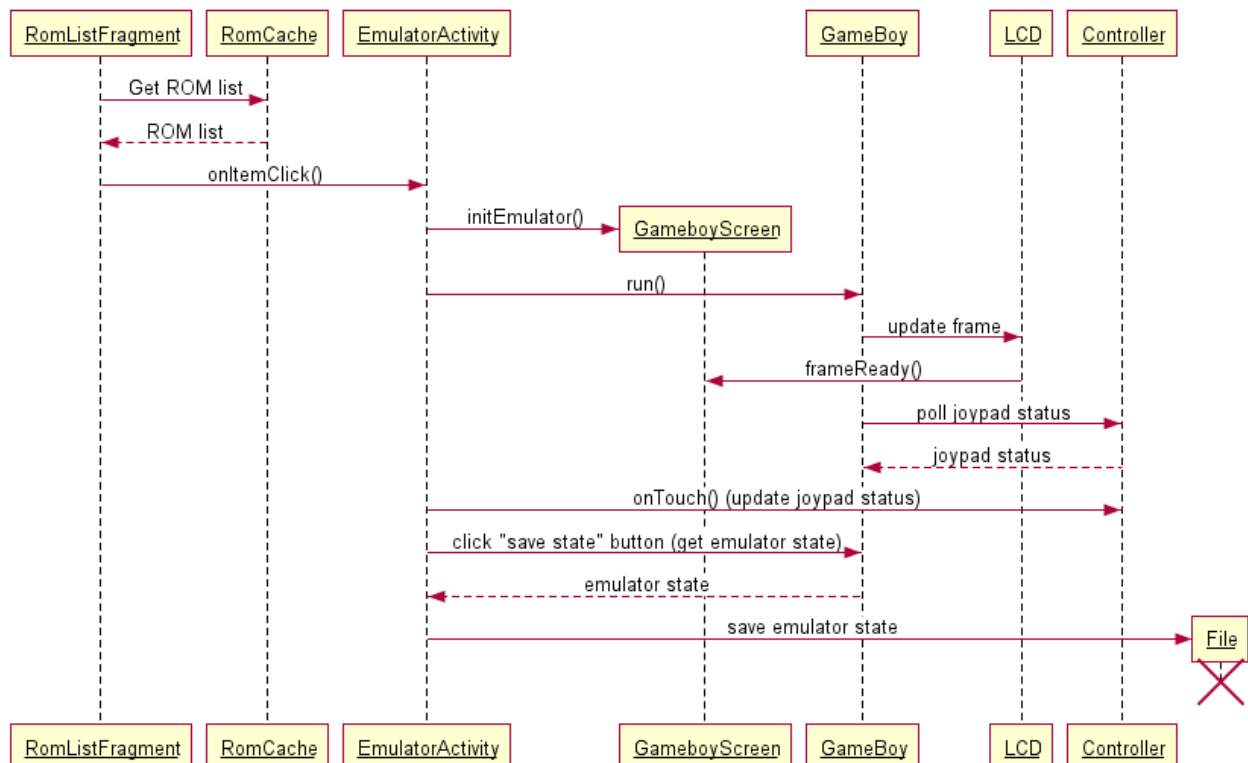 RomListFragment RomCache EmulatorActivity GameBoy LCD Controller
Get ROM list
ROM list
onItemClick()
initEmulator()
GameboyScreen
run()
update frame
frameReady()
poll joypad status
joypad status
onTouch() (update joypad status)
click "save state" button (get emulator state)
emulator state
save emulator state
File
RomListFragment RomCache EmulatorActivity GameboyScreen GameBoy LCD Controller